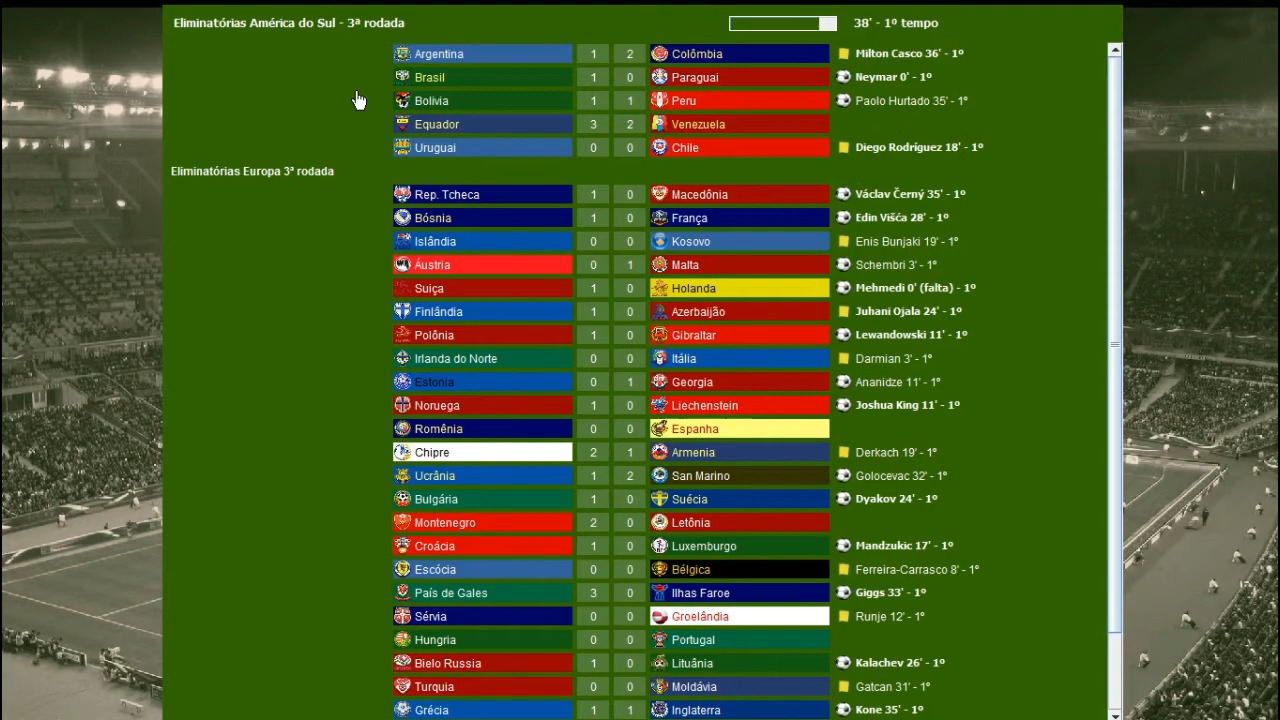 Eliminatórias América do Sul - 3ª rodada 38' - 1º tempo
Argentina 1 2 Colômbia Milton Casco 36' - 1º
Brasil 1 0 Paraguai Neymar 0' - 1º
Bolivia 1 1 Peru Paolo Hurtado 35' - 1º
Equador 3 2 Venezuela
Uruguai 0 0 Chile Diego Rodríguez 18' - 1º
Eliminatórias Europa 3ª rodada
Rep. Tcheca 1 0 Macedônia Václav Černý 35' - 1º
Bósnia 1 0 França Edin Višća 28' - 1º
Islândia 0 0 Kosovo Enis Bunjaki 19' - 1º
Áustria 0 1 Malta Schembri 3' - 1º
Suiça 1 0 Holanda Mehmedi 0' (falta) - 1º
Finlândia 1 0 Azerbaijão Juhani Ojala 24' - 1º
Polônia 1 0 Gibraltar Lewandowski 11' - 1º
Irlanda do Norte 0 0 Itália Darmian 3' - 1º
Estonia 0 1 Georgia Ananidze 11' - 1º
Noruega 1 0 Liechenstein Joshua King 11' - 1º
Romênia 0 0 Espanha
Chipre 2 1 Armenia Derkach 19' - 1º
Ucrânia 1 2 San Marino Golocevac 32' - 1º
Bulgária 1 0 Suécia Dyakov 24' - 1º
Montenegro 2 0 Letônia
Croácia 1 0 Luxemburgo Mandzukic 17' - 1º
Escócia 0 0 Bélgica Ferreira-Carrasco 8' - 1º
País de Gales 3 0 Ilhas Faroe Giggs 33' - 1º
Sérvia 0 0 Groelândia Runje 12' - 1º
Hungria 0 0 Portugal
Bielo Russia 1 0 Lituânia Kalachev 26' - 1º
Turquia 0 0 Moldávia Gatcan 31' - 1º
Grécia 1 1 Inglaterra Kone 35' - 1º